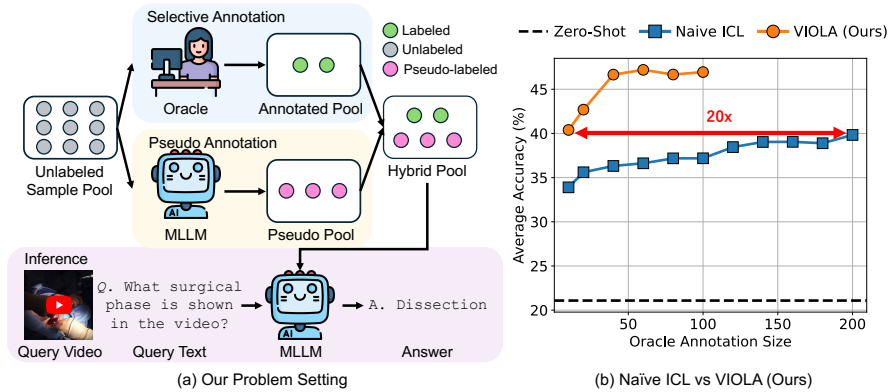 Selective Annotation
Oracle
Annotated Pool
Labeled
Unlabeled
Pseudo-labeled
Unlabeled
Sample Pool
Pseudo Annotation
AI
MLLM
Pseudo Pool
Hybrid Pool
Inference
Query Video
Q. What surgical
phase is shown
in the video?
Query Text
AI
MLLM
A. Dissection
Answer
(a) Our Problem Setting
Zero-Shot
Naive ICL
VIOLA (Ours)
Average Accuracy (%)
45
40
35
30
25
20
20x
50
100
150
200
Oracle Annotation Size
(b) Naïve ICL vs VIOLA (Ours)